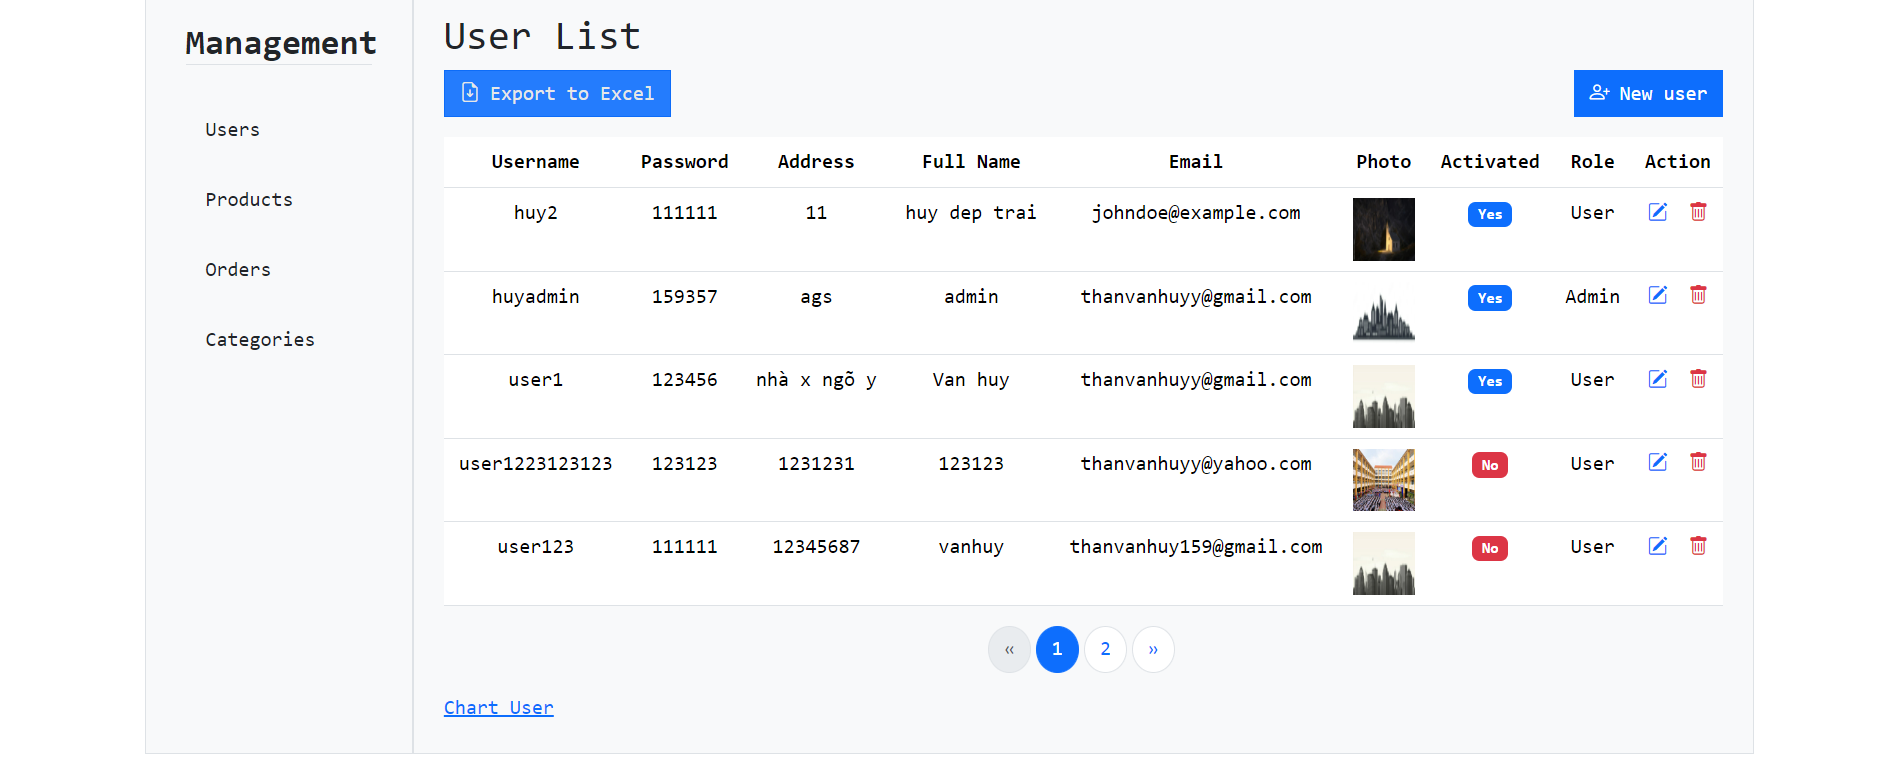 Management
Users
Products
Orders
Categories
User List
Export to Excel
New user
Username Password Address Full Name Email Photo Activated Role Action
huy2 111111 11 huy dep trai johndoe@example.com Yes User
huyadmin 159357 ags admin thanvanhuyy@gmail.com Yes Admin
user1 123456 nhà x ngõ y Van huy thanvanhuyy@gmail.com Yes User
user1223123123 123123 1231231 123123 thanvanhuyy@yahoo.com No User
user123 111111 12345687 vanhuy thanvanhuy159@gmail.com No User
« 1 2 »
Chart User